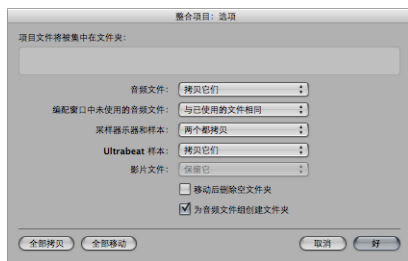 整合项目：选项
项目文件将被集中在文件夹：
音频文件： 拷贝它们
编配窗口中未使用的音频文件： 与已使用的文件相同
采样器乐器和样本： 两个都拷贝
Ultrabeat 样本： 拷贝它们
影片文件： 保留它
移动后删除空文件夹
为音频文件组创建文件夹
全部拷贝 全部移动 取消 好